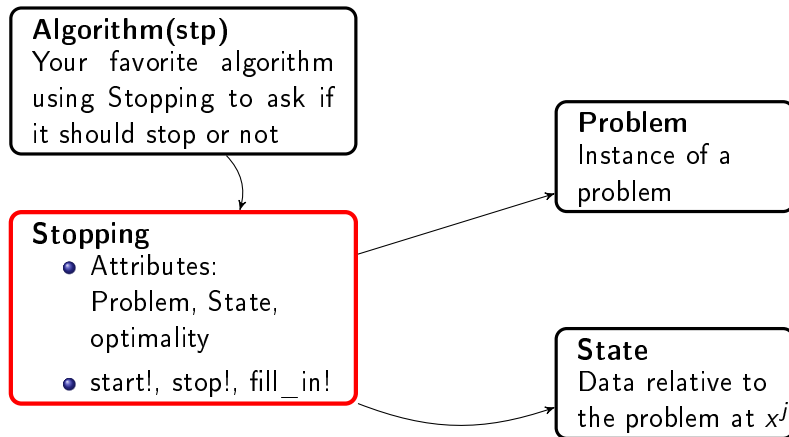 Algorithm(stp)
Your favorite algorithm
using Stopping to ask if
it should stop or not
Problem
Instance of a
problem
Stopping
Attributes:
Problem, State,
optimality
start!, stop!, fill_in!
State
Data relative to
the problem at x^j